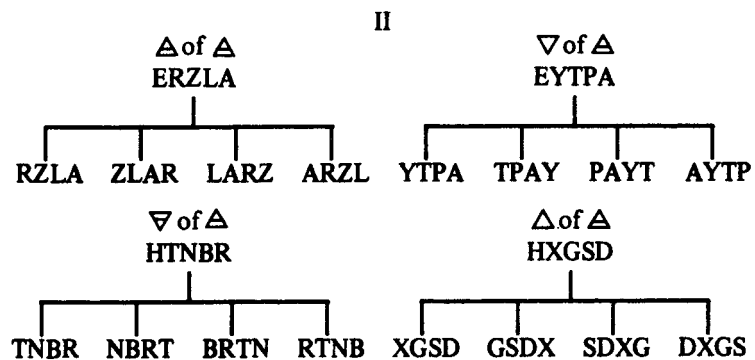 II
🜁 of 🜁
ERZLA
RZLA ZLAR LARZ ARZL
▽ of 🜁
EYTPA
YTPA TPAY PAYT AYTP
🜃 of 🜁
HTNBR
TNBR NBRT BRTN RTNB
△ of 🜁
HXGSD
XGSD GSDX SDXG DXGS